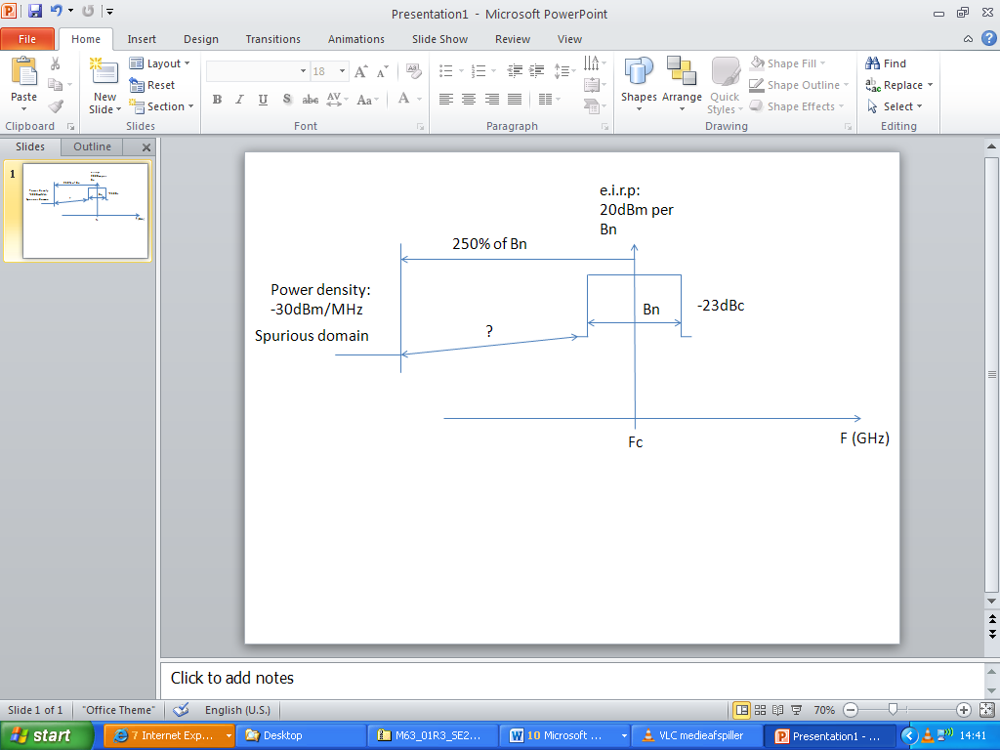 Presentation1 - Microsoft PowerPoint
File Home Insert Design Transitions Animations Slide Show Review View
Paste
New
Slide
Layout
Reset
Section
18
B I U S abc AV Aa A
Shapes
Arrange
Quick
Styles
Shape Fill
Shape Outline
Shape Effects
Find
Replace
Select
Clipboard Slides Font Paragraph Drawing Editing
Slides Outline
1
e.i.r.p:
20dBm per
Bn
250% of Bn
Power density:
-30dBm/MHz
Bn
-23dBc
Spurious domain
?
Fc
F (GHz)
Click to add notes
Slide 1 of 1 "Office Theme" English (U.S.) 70%
start 7 Internet Exp... Desktop M63_01R3_SE2... 10 Microsoft ... VLC medieafspiller Presentation1 - ... 14:41